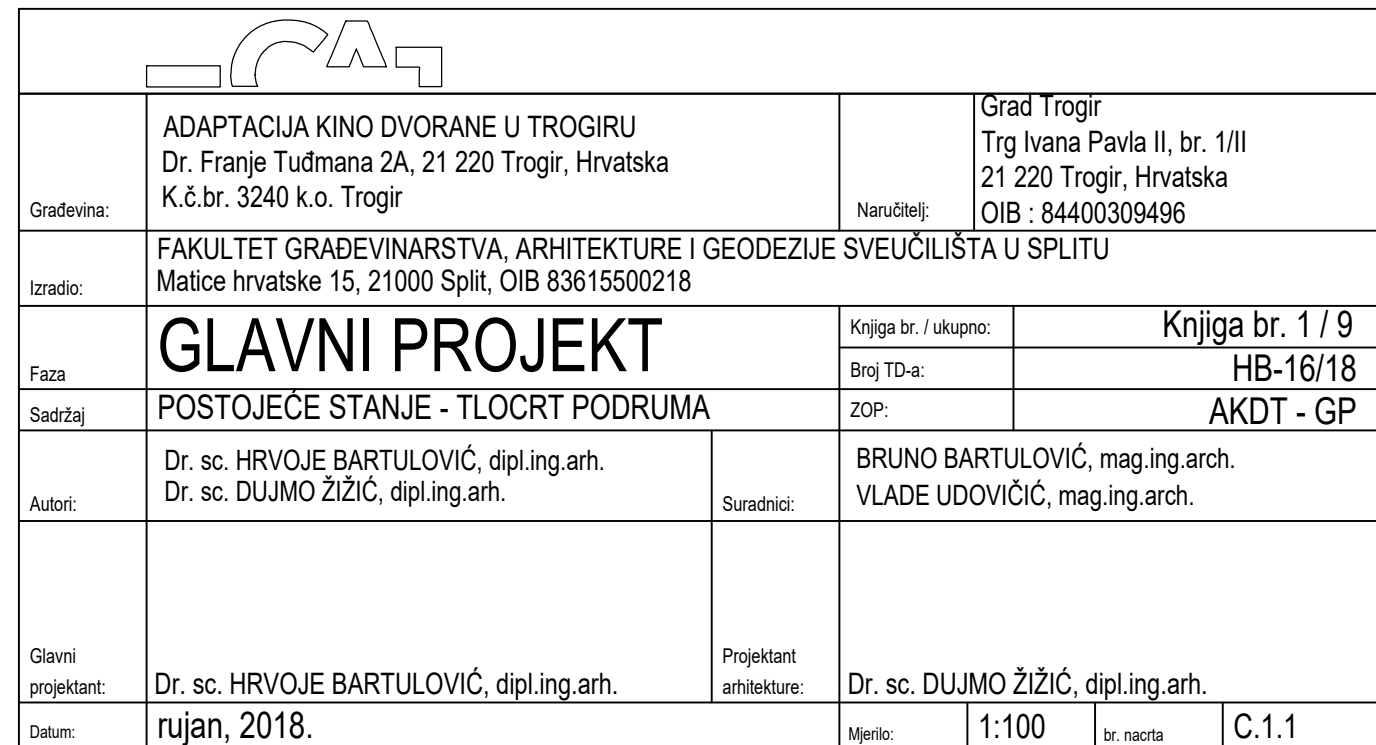 Građevina:
ADAPTACIJA KINO DVORANE U TROGIRU
Dr. Franje Tuđmana 2A, 21 220 Trogir, Hrvatska
K.č.br. 3240 k.o. Trogir
Naručitelj:
Grad Trogir
Trg Ivana Pavla II, br. 1/II
21 220 Trogir, Hrvatska
OIB : 84400309496
Izradio:
FAKULTET GRAĐEVINARSTVA, ARHITEKTURE I GEODEZIJE SVEUČILIŠTA U SPLITU
Matice hrvatske 15, 21000 Split, OIB 83615500218
Faza
GLAVNI PROJEKT
Knjiga br. / ukupno:
Knjiga br. 1 / 9
Broj TD-a:
HB-16/18
Sadržaj
POSTOJEĆE STANJE - TLOCRT PODRUMA
ZOP:
AKDT - GP
Autori:
Dr. sc. HRVOJE BARTULOVIĆ, dipl.ing.arh.
Dr. sc. DUJMO ŽIŽIĆ, dipl.ing.arh.
Suradnici:
BRUNO BARTULOVIĆ, mag.ing.arch.
VLADE UDOVIČIĆ, mag.ing.arch.
Glavni
projektant:
Dr. sc. HRVOJE BARTULOVIĆ, dipl.ing.arh.
Projektant
arhitekture:
Dr. sc. DUJMO ŽIŽIĆ, dipl.ing.arh.
Datum:
rujan, 2018.
Mjerilo:
1:100
br. nacrta
C.1.1